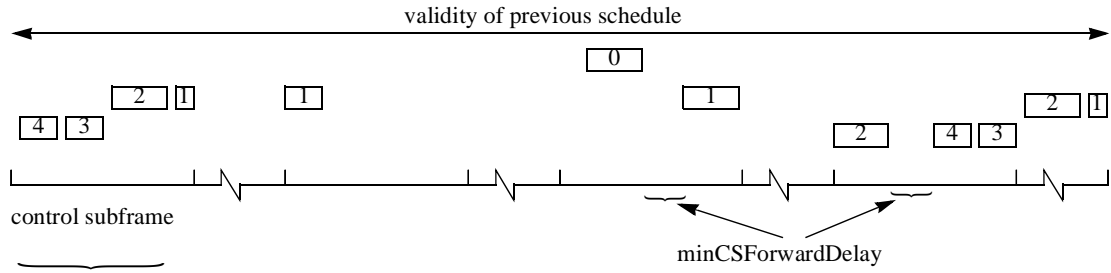 validity of previous schedule
0
2 1 1 1 2 1
4 3 2 4 3
control subframe
minCSForwardDelay